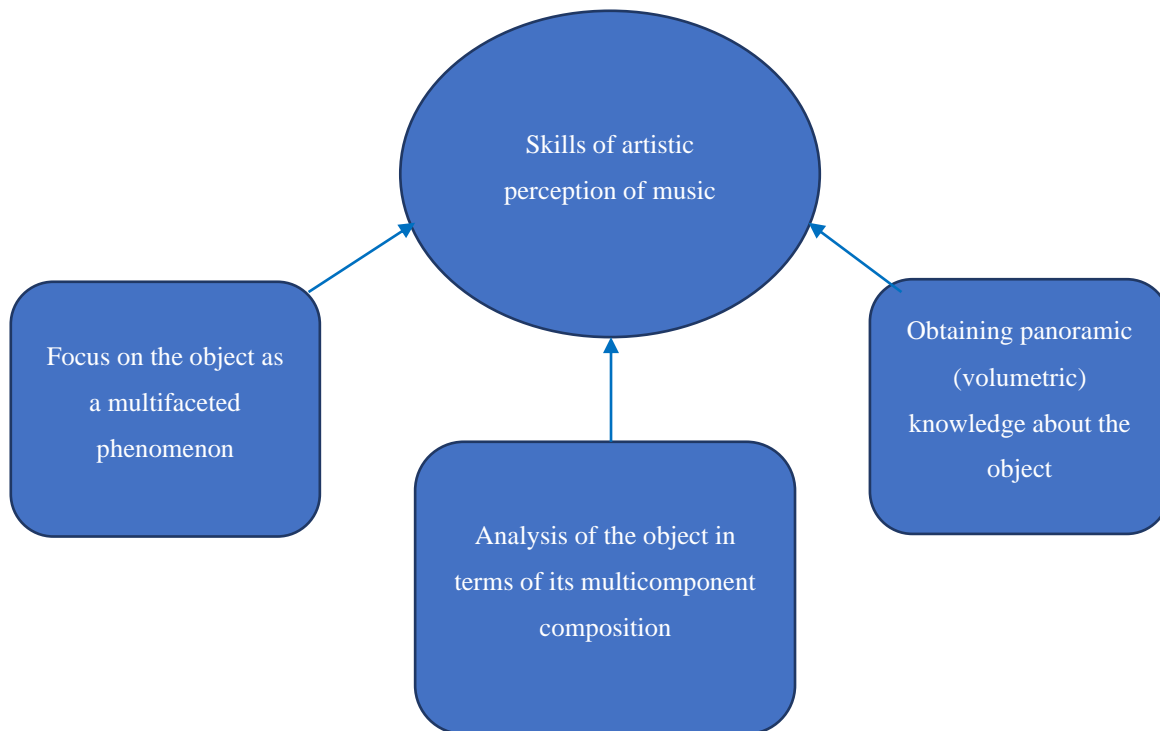 Skills of artistic
perception of music
Focus on the object as
a multifaceted
phenomenon
Analysis of the object in
terms of its multicomponent
composition
Obtaining panoramic
(volumetric)
knowledge about the
object